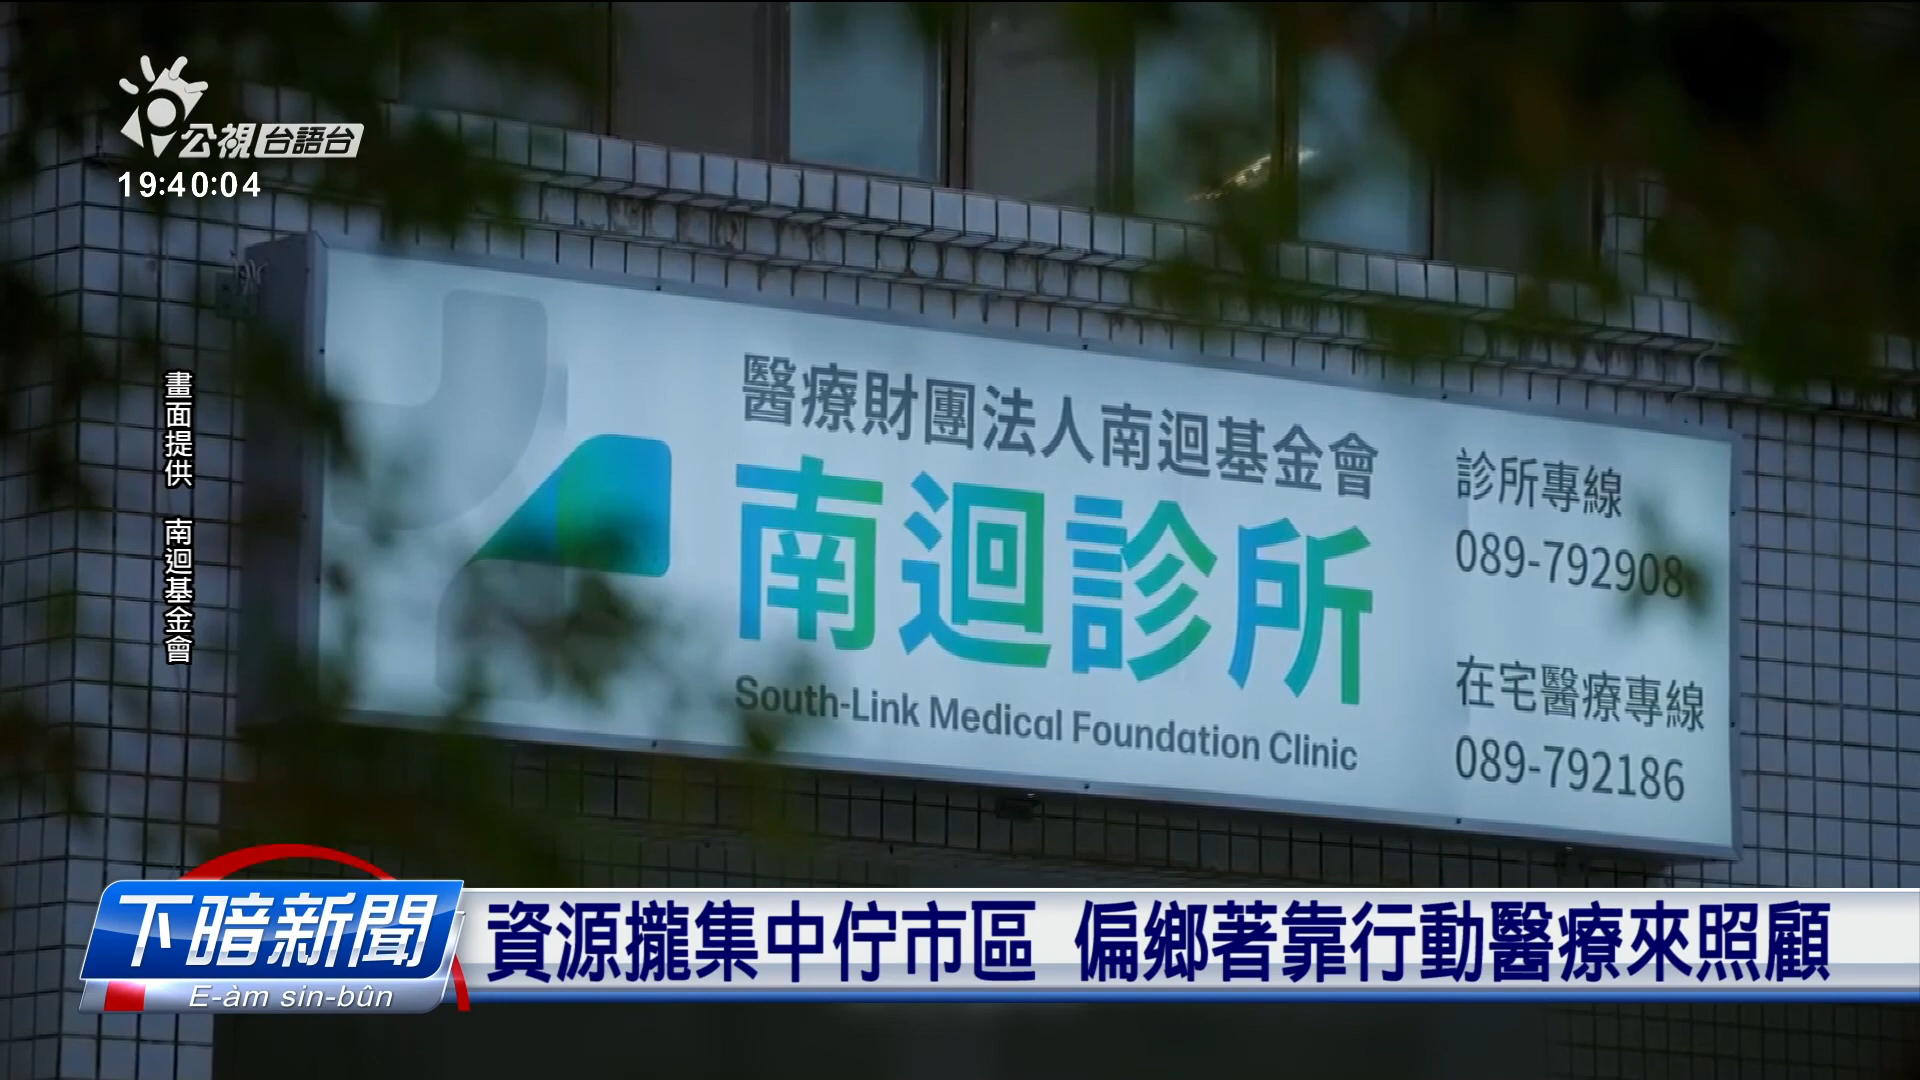 公視台語台
19:40:04
畫面提供 南迴基金會
醫療財團法人南迴基金會
南迴診所
South-Link Medical Foundation Clinic
診所專線
089-792908
在宅醫療專線
089-792186
下暗新聞
E-àm sin-bûn
資源攏集中佇市區 偏鄉著靠行動醫療來照顧